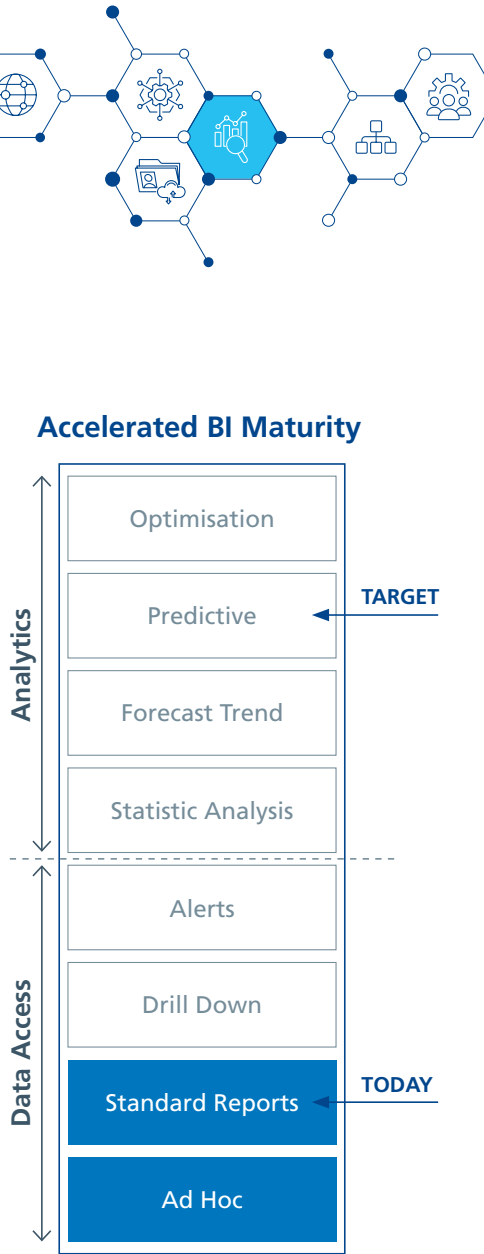 Accelerated BI Maturity
Optimisation
Predictive
TARGET
Analytics
Forecast Trend
Statistic Analysis
Alerts
Drill Down
Data Access
Standard Reports
TODAY
Ad Hoc